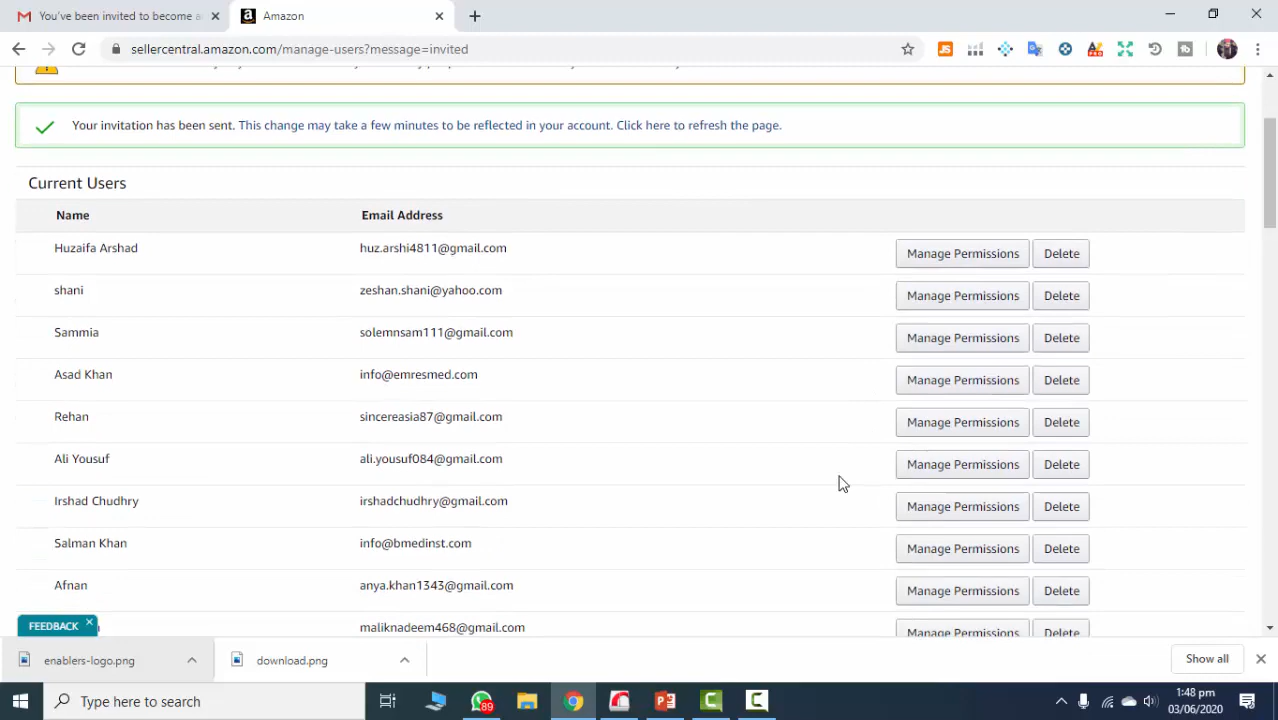 You've been invited to become a
Amazon
sellercentral.amazon.com/manage-users?message=invited
Your invitation has been sent. This change may take a few minutes to be reflected in your account. Click here to refresh the page.
Current Users
Name Email Address
Huzaifa Arshad huz.arshi4811@gmail.com Manage Permissions Delete
shani zeshan.shani@yahoo.com Manage Permissions Delete
Sammia solemnsam111@gmail.com Manage Permissions Delete
Asad Khan info@emresmed.com Manage Permissions Delete
Rehan sincereasia87@gmail.com Manage Permissions Delete
Ali Yousuf ali.yousuf084@gmail.com Manage Permissions Delete
Irshad Chudhry irshadchudhry@gmail.com Manage Permissions Delete
Salman Khan info@bmedinst.com Manage Permissions Delete
Afnan anya.khan1343@gmail.com Manage Permissions Delete
maliknadeem468@gmail.com Manage Permissions Delete
FEEDBACK
enablers-logo.png download.png Show all
Type here to search
89
1:48 pm
03/06/2020